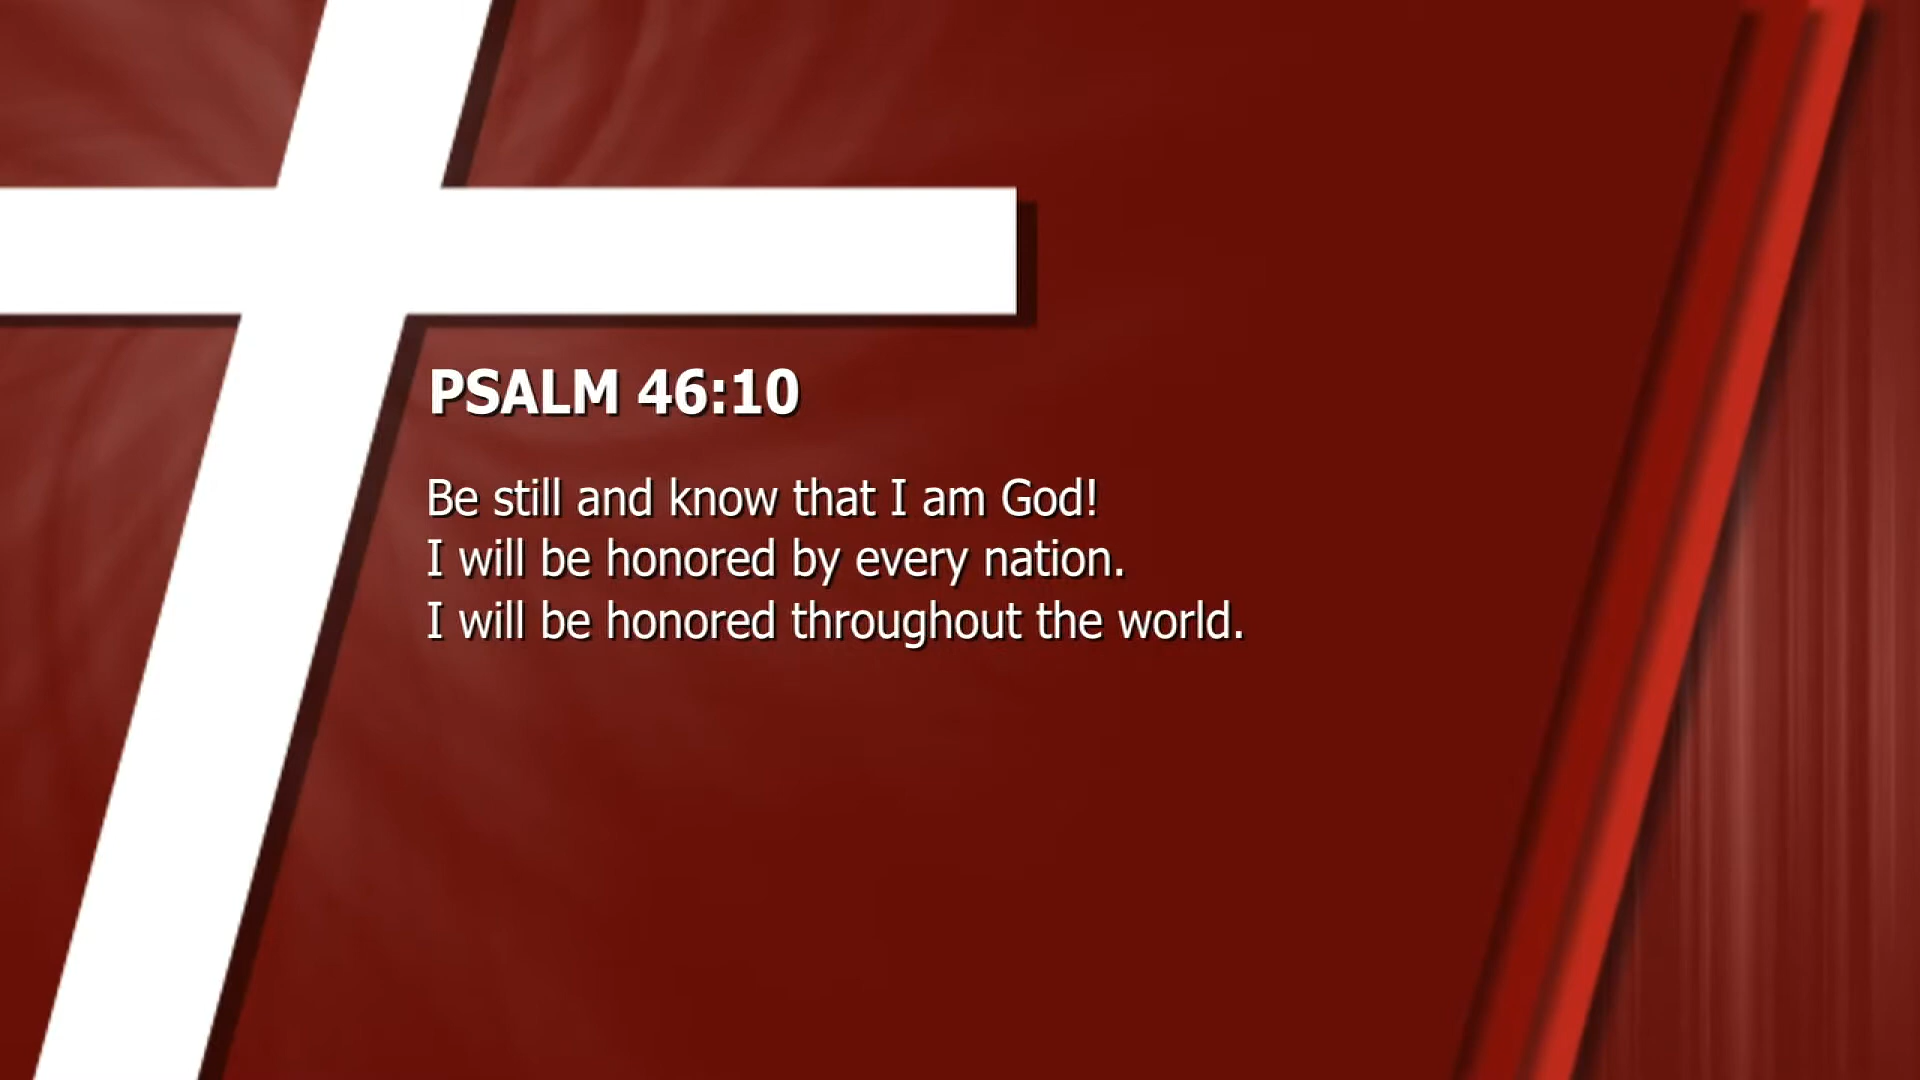 PSALM 46:10
Be still and know that I am God!
I will be honored by every nation.
I will be honored throughout the world.